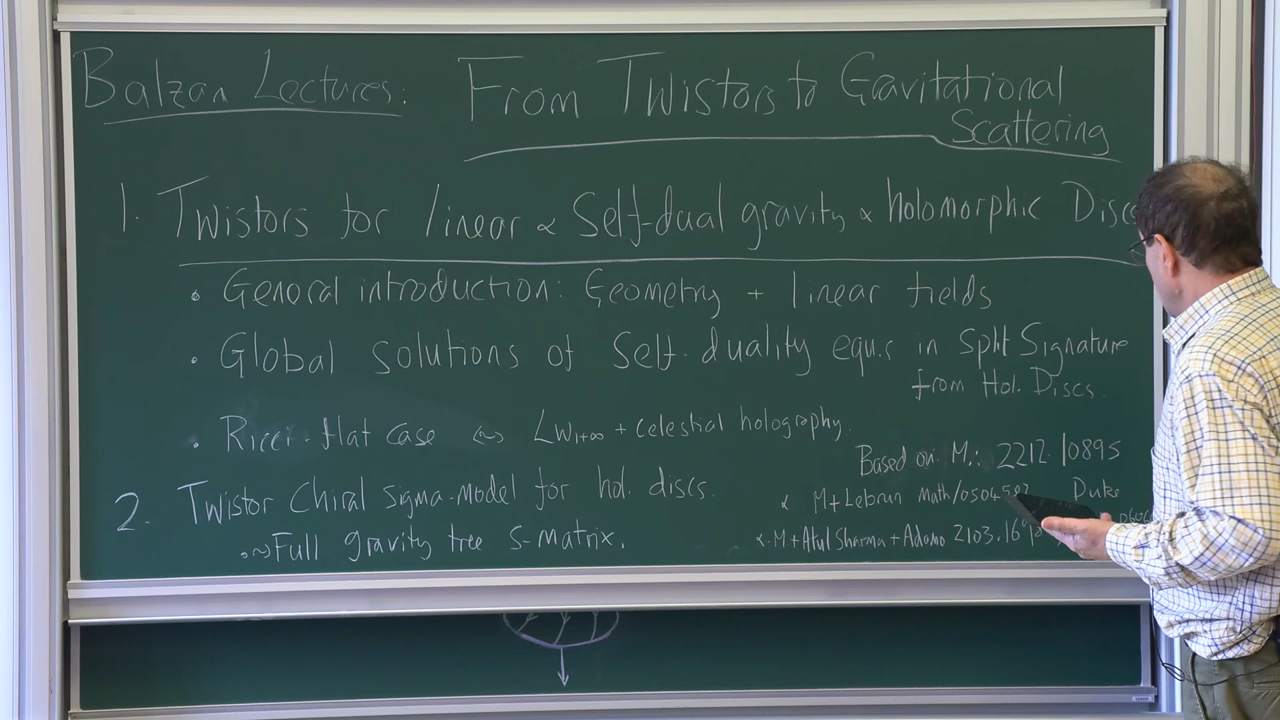 Balzan Lectures: From Twistors to Gravitational
Scattering
1. Twistors for linear & Self-dual gravity & holomorphic Disc
• General introduction: Geometry + linear fields
• Global solutions of Self-duality equ.s in Split Signature
from Hol. Discs.
• Ricci-flat case ↔ Lw1+∞ + celestial holography.
Based on M.: 2212.10895
2. Twistor Chiral Sigma-Model for hol. discs.
& M+Lebrun math/0504582 Duke
•~> Full gravity tree S-matrix.
& M+Atul Sharma+Adamo 2103.16